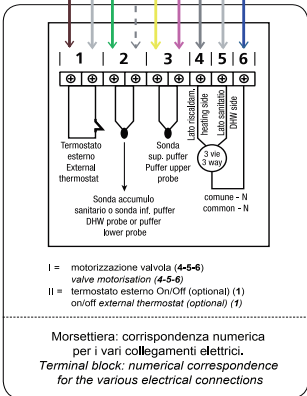 1 2 3 4 5 6
Lato riscaldam.
heating side
Lato sanitario
DHW side
Termostato
esterno
External
thermostat
Sonda
sup. puffer
Puffer upper
probe
3 vie
3 way
Sonda accumulo
sanitario o sonda inf. puffer
DHW probe or puffer
lower probe
comune - N
common - N
I = motorizzazione valvola (4-5-6)
valve motorisation (4-5-6)
II = termostato esterno On/Off (optional) (1)
on/off external thermostat (optional) (1)
Morsettiera: corrispondenza numerica
per i vari collegamenti elettrici.
Terminal block: numerical correspondence
for the various electrical connections